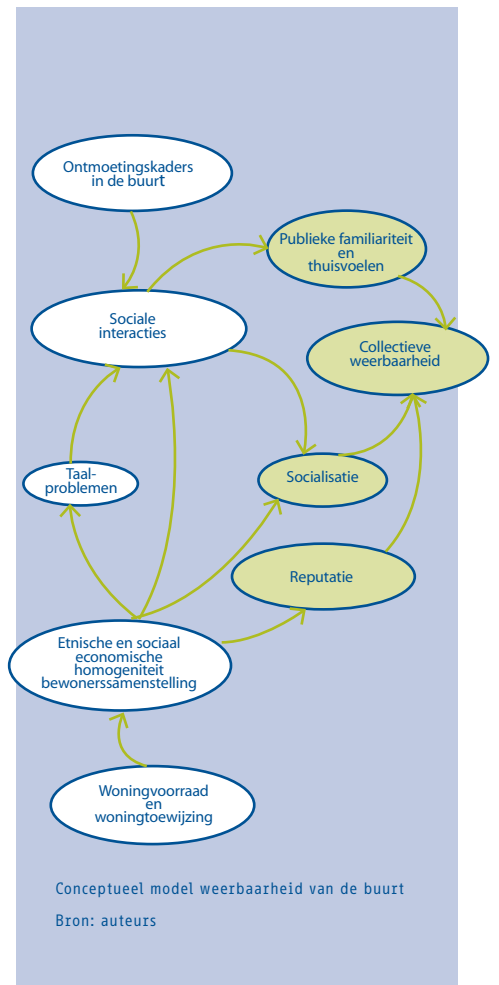 Ontmoetingskaders
in de buurt
Publieke familiariteit
en
thuisvoelen
Sociale
interacties
Collectieve
weerbaarheid
Taal-
problemen
Socialisatie
Reputatie
Etnische en sociaal
economische
homogeniteit
bewonerssamenstelling
Woningvoorraad
en
woningtoewijzing
Conceptueel model weerbaarheid van de buurt
Bron: auteurs